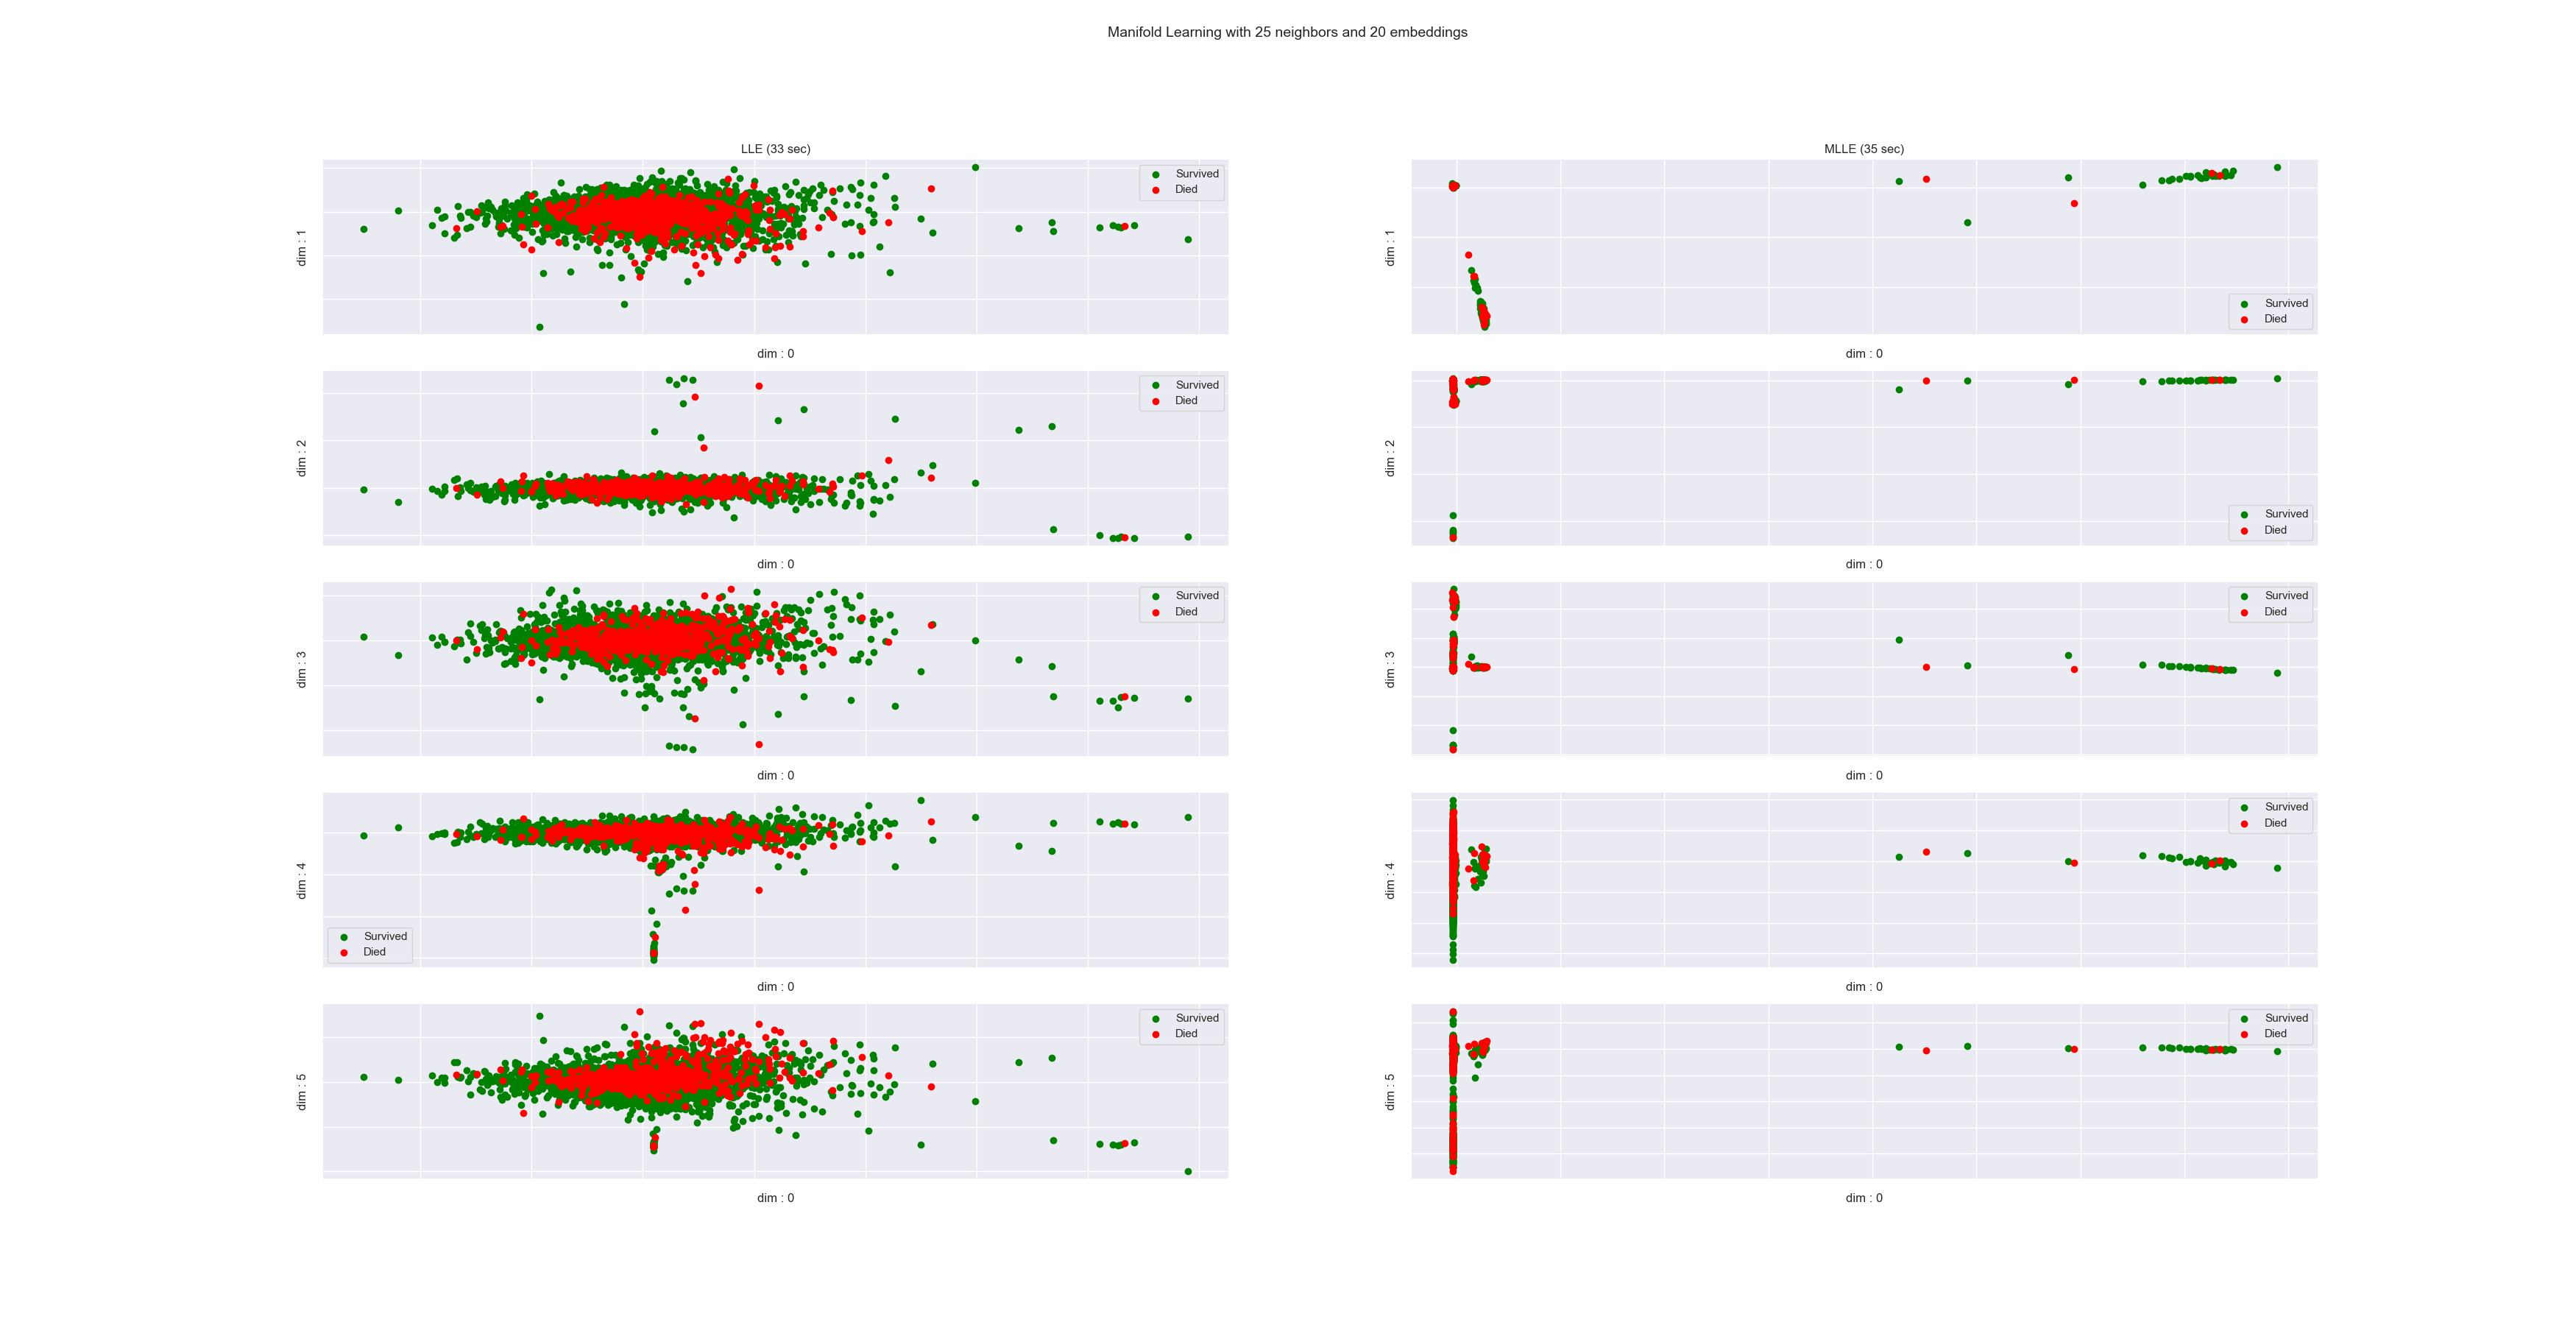 Manifold Learning with 25 neighbors and 20 embeddings
LLE (33 sec)
Survived
Died
dim : 1
dim : 0
Survived
Died
dim : 2
dim : 0
Survived
Died
dim : 3
dim : 0
Survived
Died
dim : 4
dim : 0
Survived
Died
dim : 5
dim : 0
MLLE (35 sec)
Survived
Died
dim : 1
dim : 0
Survived
Died
dim : 2
dim : 0
Survived
Died
dim : 3
dim : 0
Survived
Died
dim : 4
dim : 0
Survived
Died
dim : 5
dim : 0